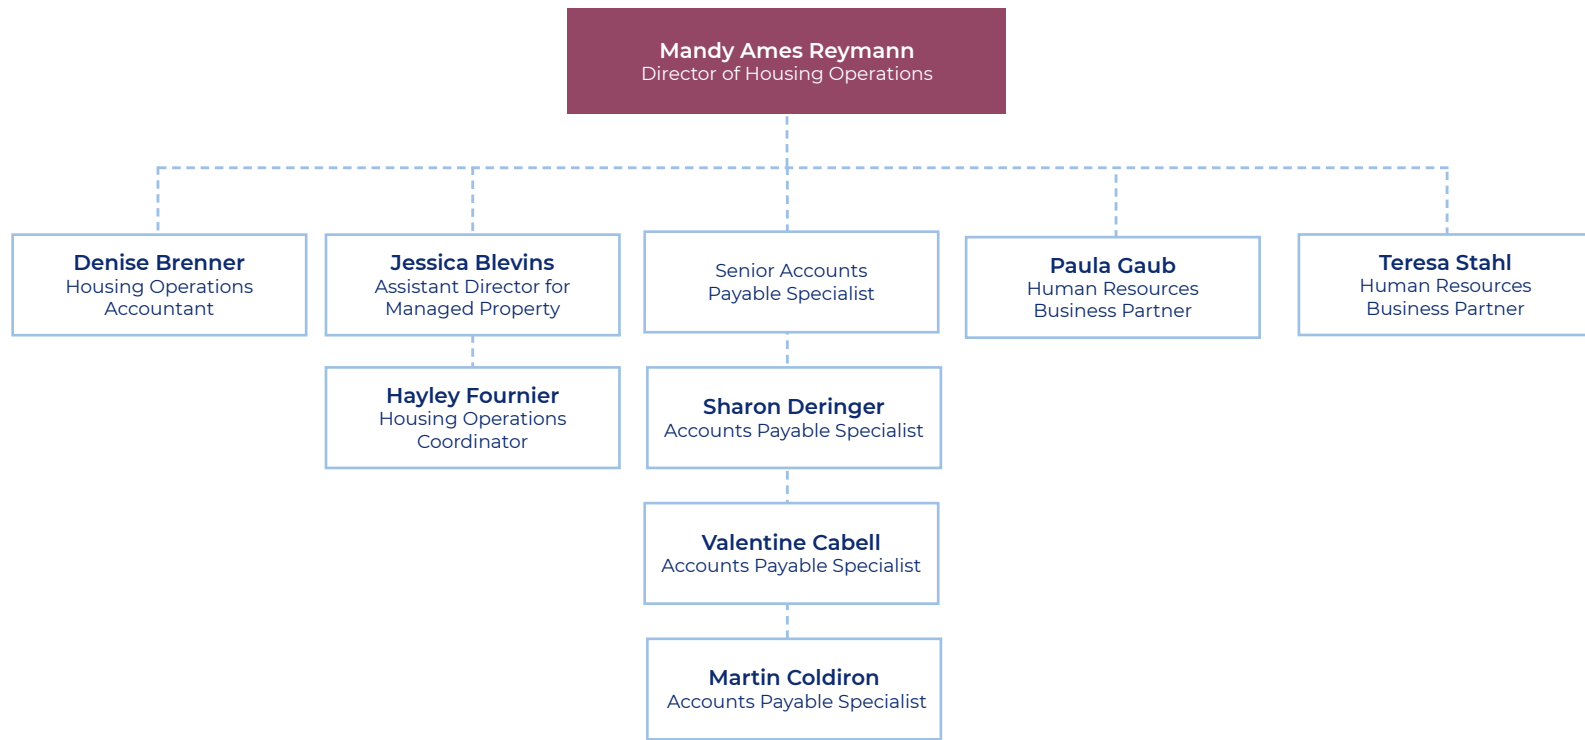 Mandy Ames Reymann
Director of Housing Operations
Denise Brenner
Housing Operations
Accountant
Jessica Blevins
Assistant Director for
Managed Property
Senior Accounts
Payable Specialist
Paula Gaub
Human Resources
Business Partner
Teresa Stahl
Human Resources
Business Partner
Hayley Fournier
Housing Operations
Coordinator
Sharon Deringer
Accounts Payable Specialist
Valentine Cabell
Accounts Payable Specialist
Martin Coldiron
Accounts Payable Specialist